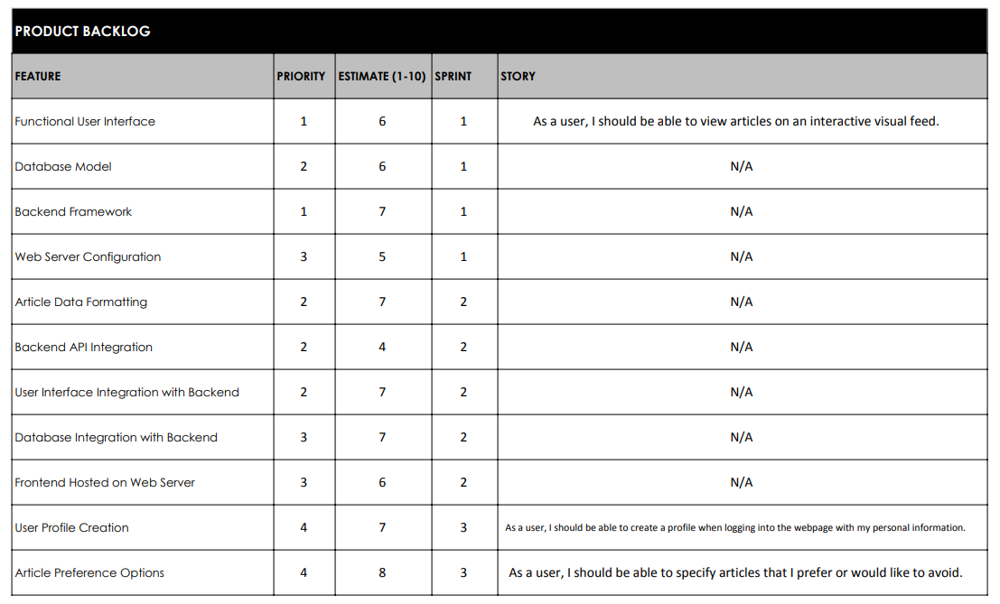 PRODUCT BACKLOG
FEATURE PRIORITY ESTIMATE (1-10) SPRINT STORY
Functional User Interface 1 6 1 As a user, I should be able to view articles on an interactive visual feed.
Database Model 2 6 1 N/A
Backend Framework 1 7 1 N/A
Web Server Configuration 3 5 1 N/A
Article Data Formatting 2 7 2 N/A
Backend API Integration 2 4 2 N/A
User Interface Integration with Backend 2 7 2 N/A
Database Integration with Backend 3 7 2 N/A
Frontend Hosted on Web Server 3 6 2 N/A
User Profile Creation 4 7 3 As a user, I should be able to create a profile when logging into the webpage with my personal information.
Article Preference Options 4 8 3 As a user, I should be able to specify articles that I prefer or would like to avoid.